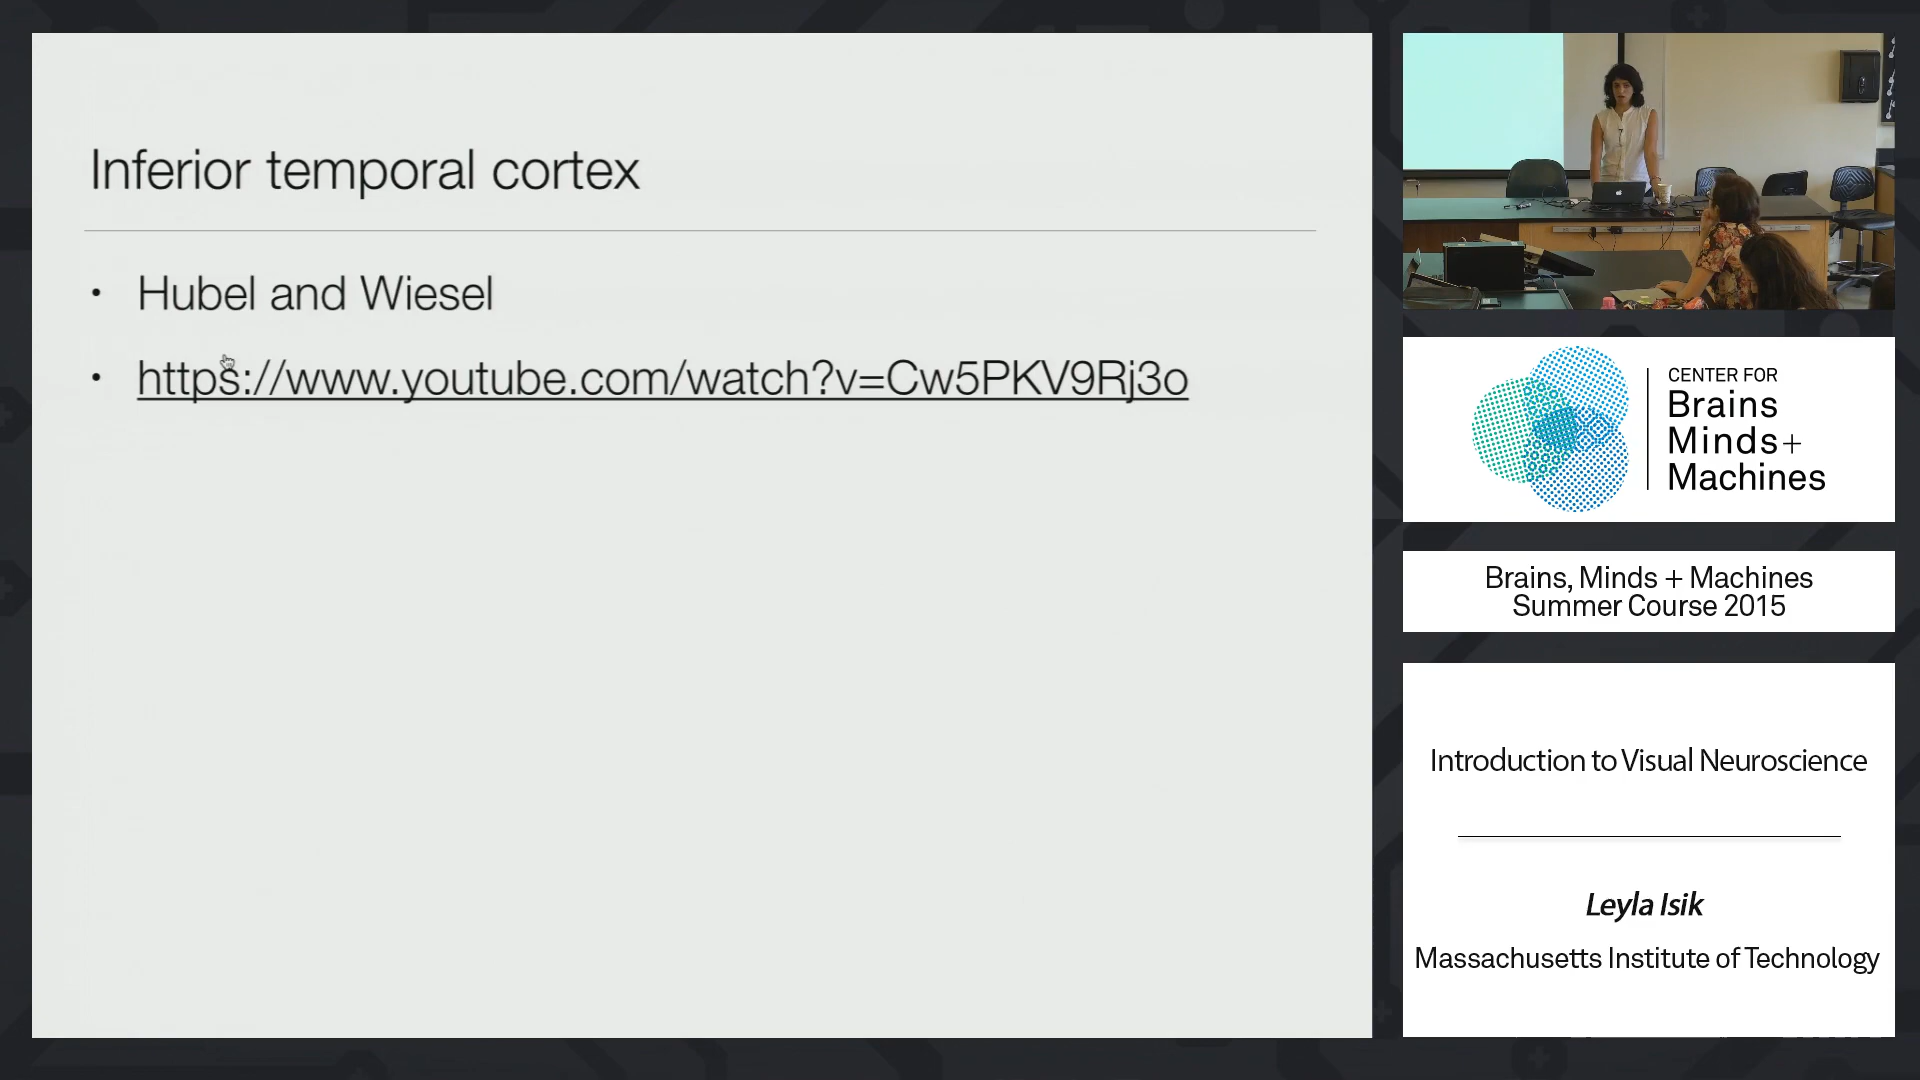 Inferior temporal cortex
• Hubel and Wiesel
• https://www.youtube.com/watch?v=Cw5PKV9Rj3o
CENTER FOR
Brains
Minds+
Machines
Brains, Minds + Machines
Summer Course 2015
Introduction to Visual Neuroscience
Leyla Isik
Massachusetts Institute of Technology